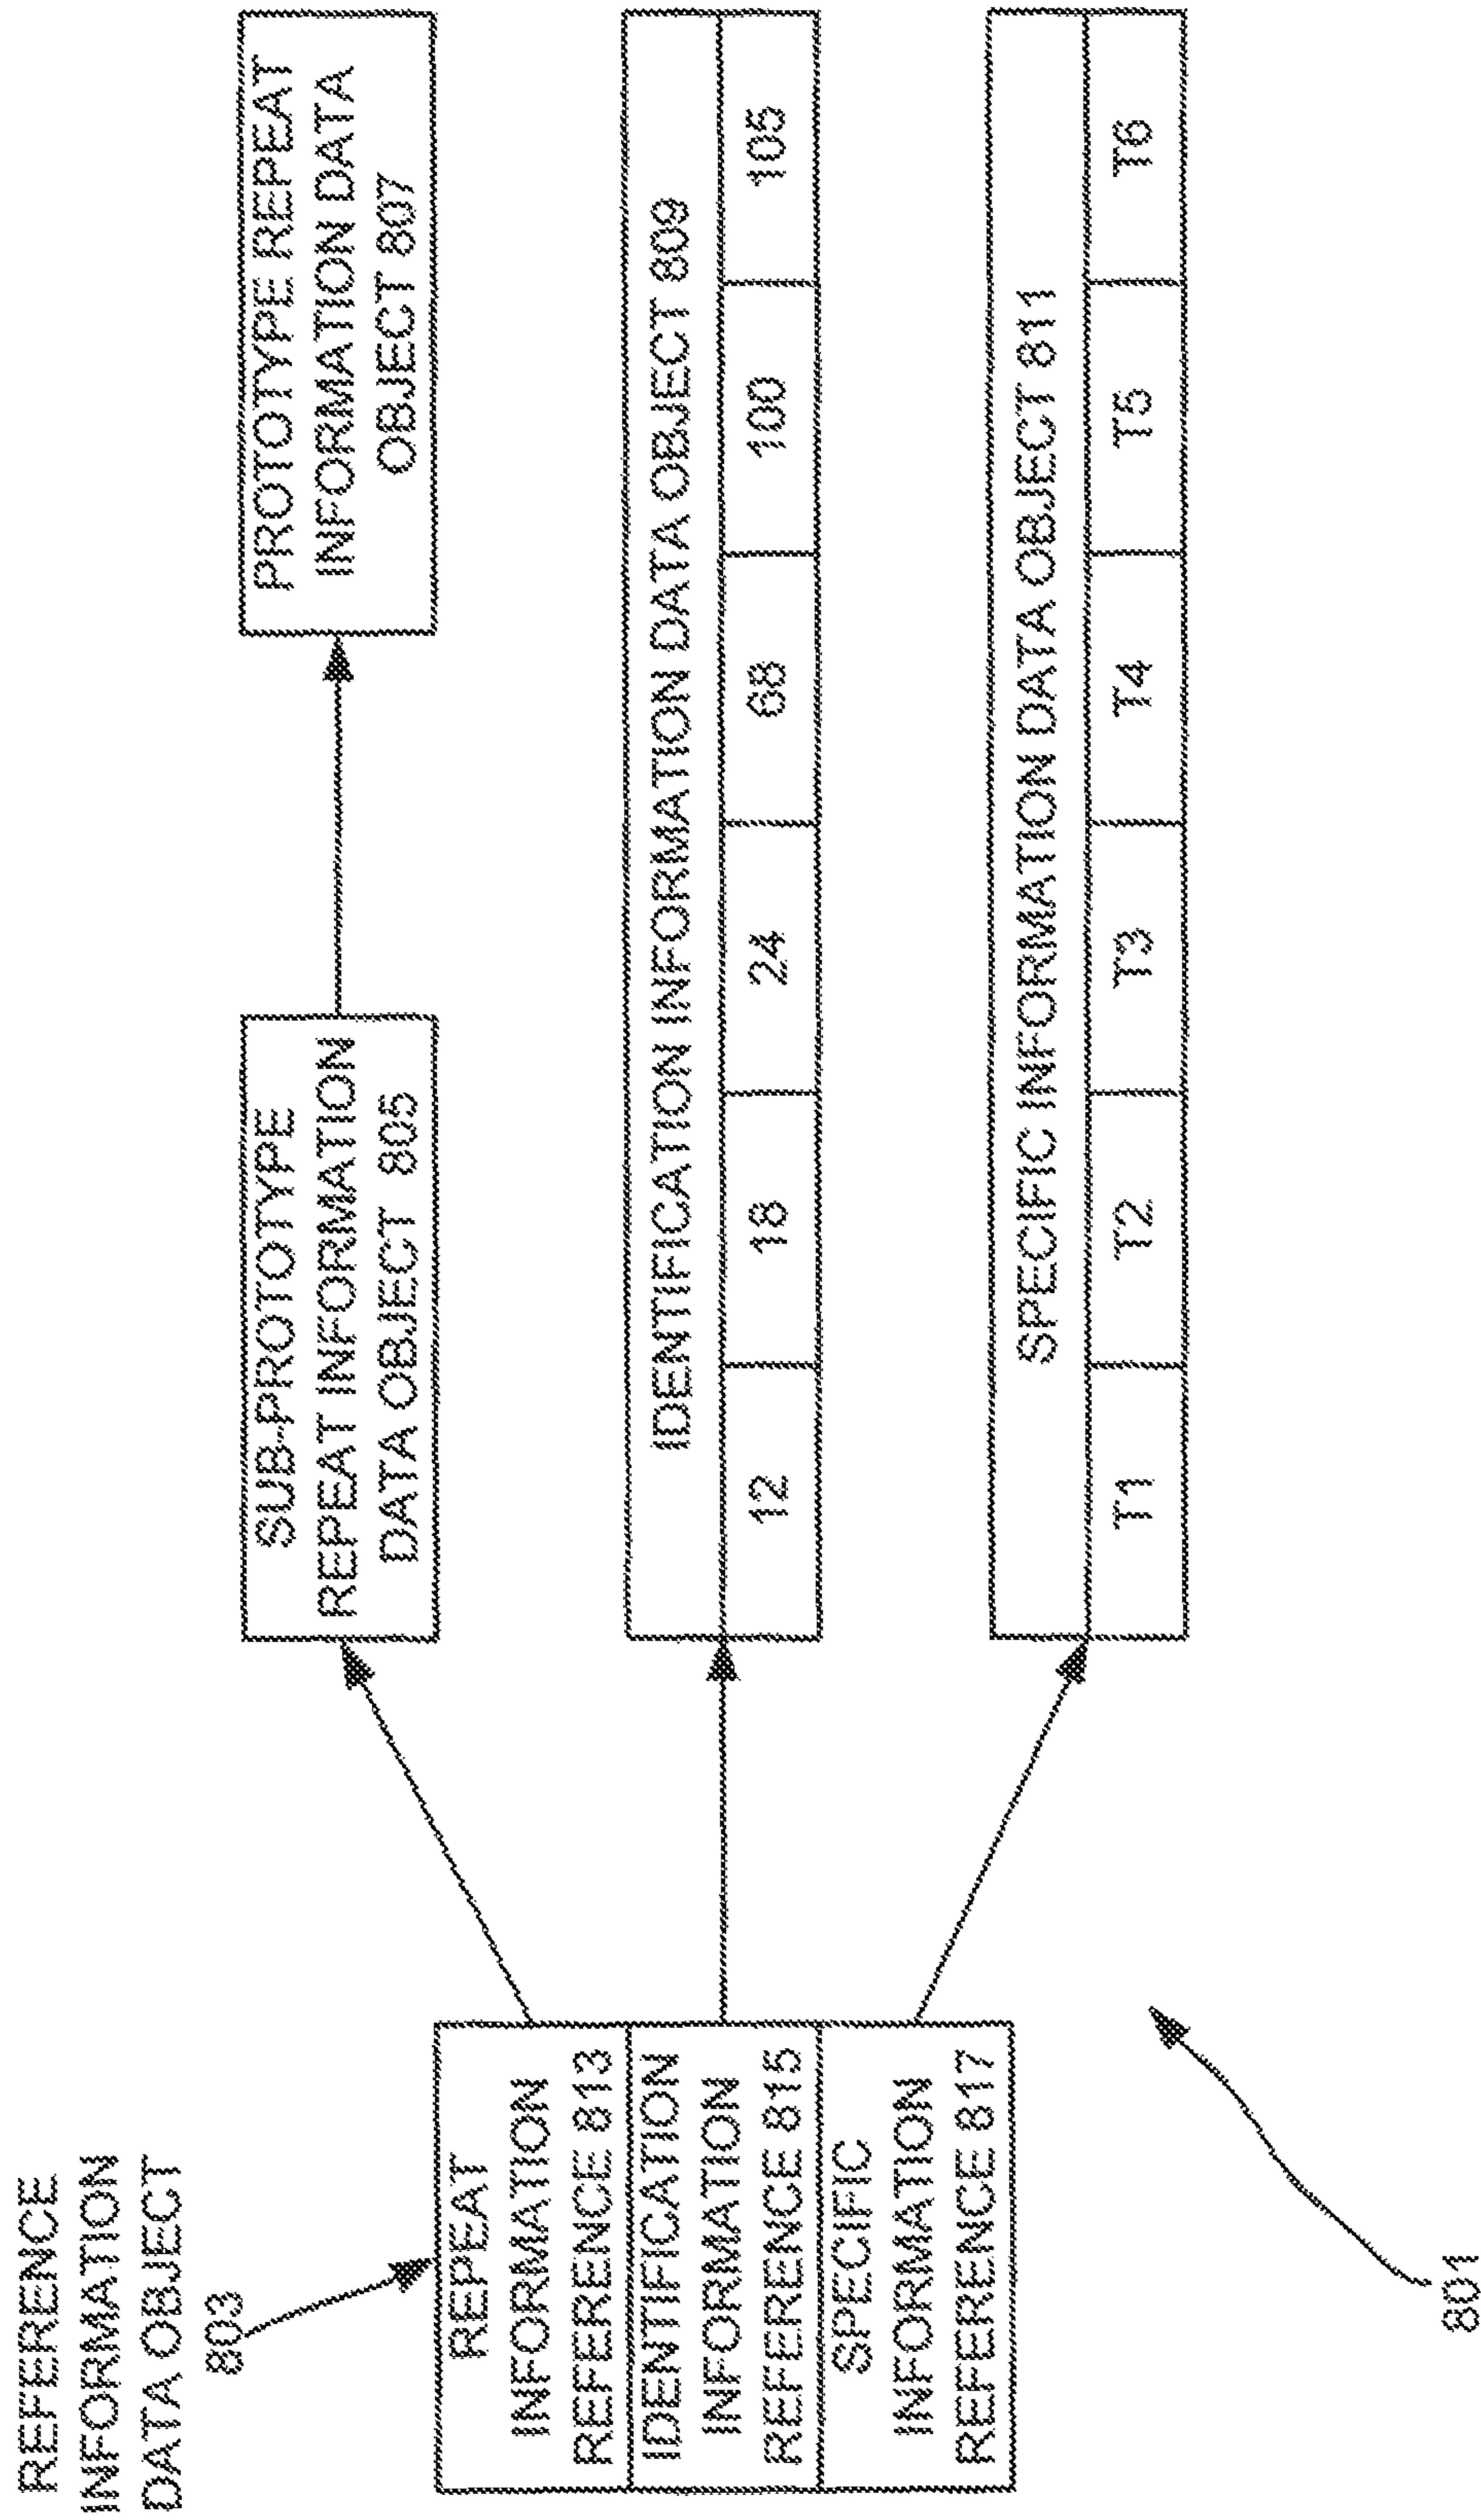 REFERENCE
INFORMATION
DATA OBJECT
803
REPEAT
INFORMATION
REFERENCE 813
IDENTIFICATION
INFORMATION
REFERENCE 815
SPECIFIC
INFORMATION
REFERENCE 817
SUB-PROTOTYPE
REPEAT INFORMATION
DATA OBJECT 805
PROTOTYPE REPEAT
INFORMATION DATA
OBJECT 807
IDENTIFICATION INFORMATION DATA OBJECT 809
12 18 24 68 100 105
SPECIFIC INFORMATION DATA OBJECT 811
T1 T2 T3 T4 T5 T6
801